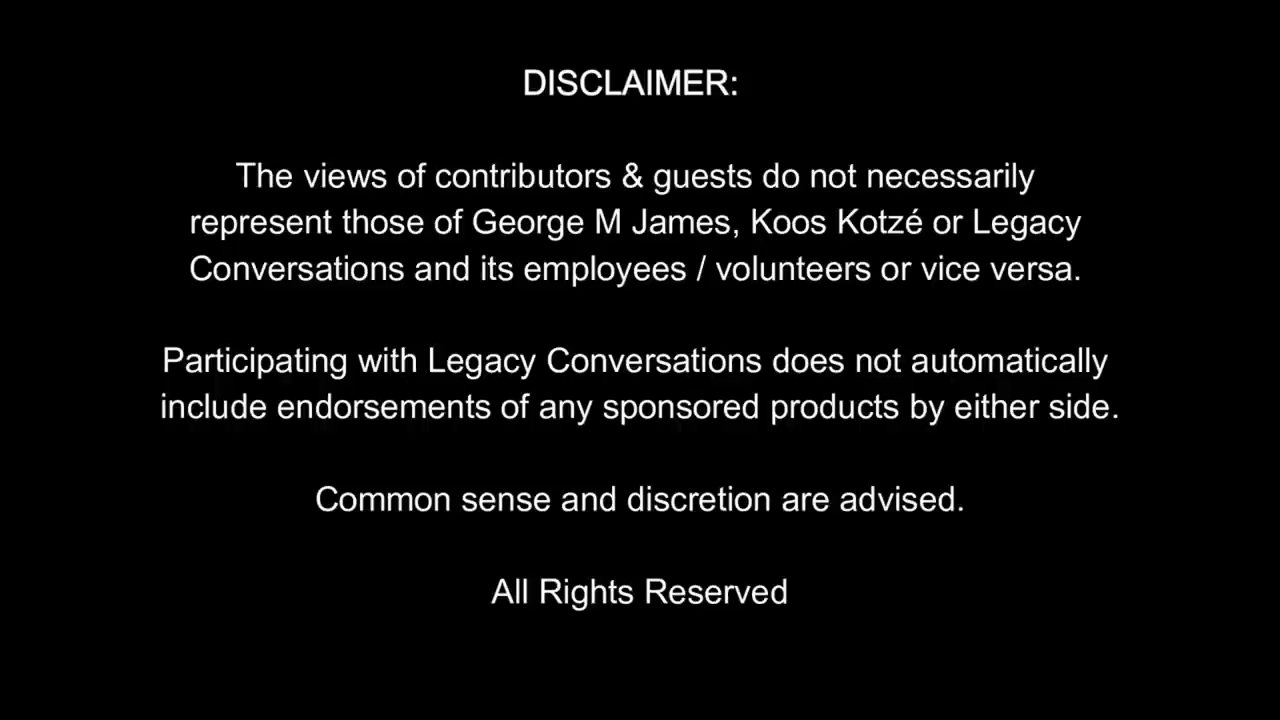 DISCLAIMER:
The views of contributors & guests do not necessarily
represent those of George M James, Koos Kotzé or Legacy
Conversations and its employees / volunteers or vice versa.
Participating with Legacy Conversations does not automatically
include endorsements of any sponsored products by either side.
Common sense and discretion are advised.
All Rights Reserved